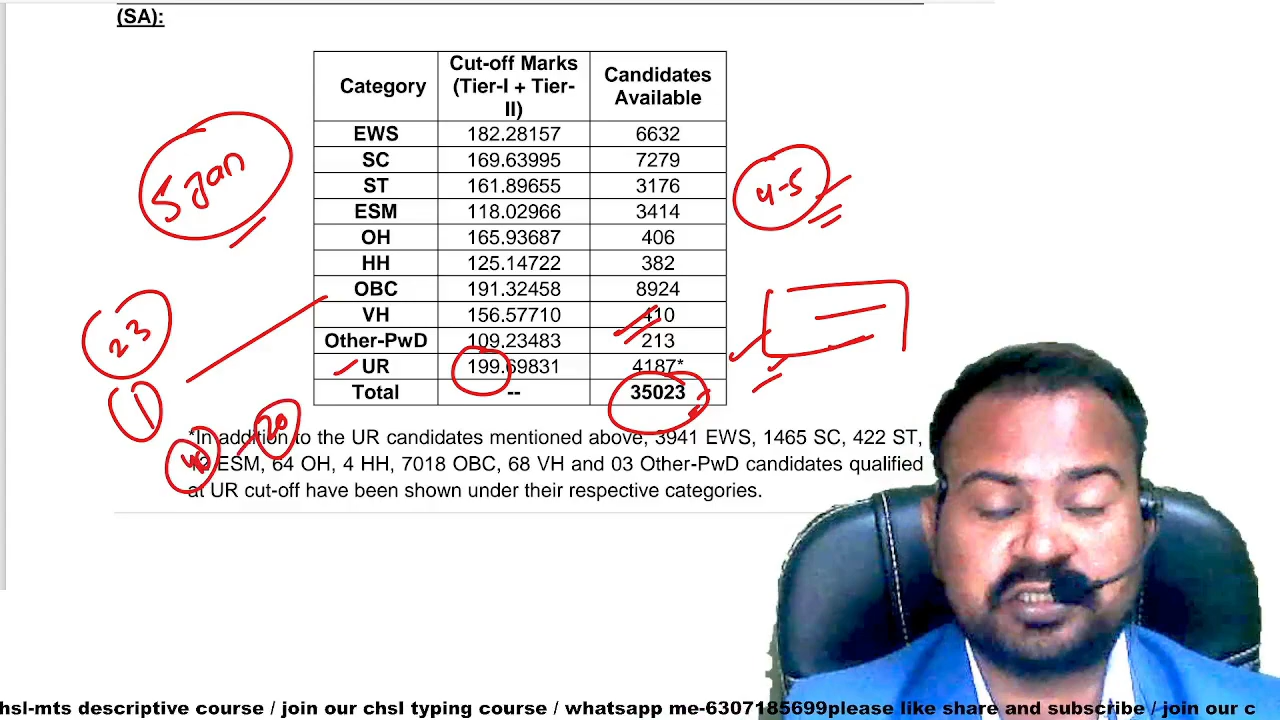 (SA):
Category Cut-off Marks (Tier-I + Tier-II) Candidates Available
EWS 182.28157 6632
SC 169.63995 7279
ST 161.89655 3176
ESM 118.02966 3414
OH 165.93687 406
HH 125.14722 382
OBC 191.32458 8924
VH 156.57710 410
Other-PwD 109.23483 213
UR 199.69831 4187*
Total -- 35023
*In addition to the UR candidates mentioned above, 3941 EWS, 1465 SC, 422 ST,
ESM, 64 OH, 4 HH, 7018 OBC, 68 VH and 03 Other-PwD candidates qualified
at UR cut-off have been shown under their respective categories.
5 Jan
4-5
23
1
20
hsl-mts descriptive course / join our chsl typing course / whatsapp me-6307185699please like share and subscribe / join our c